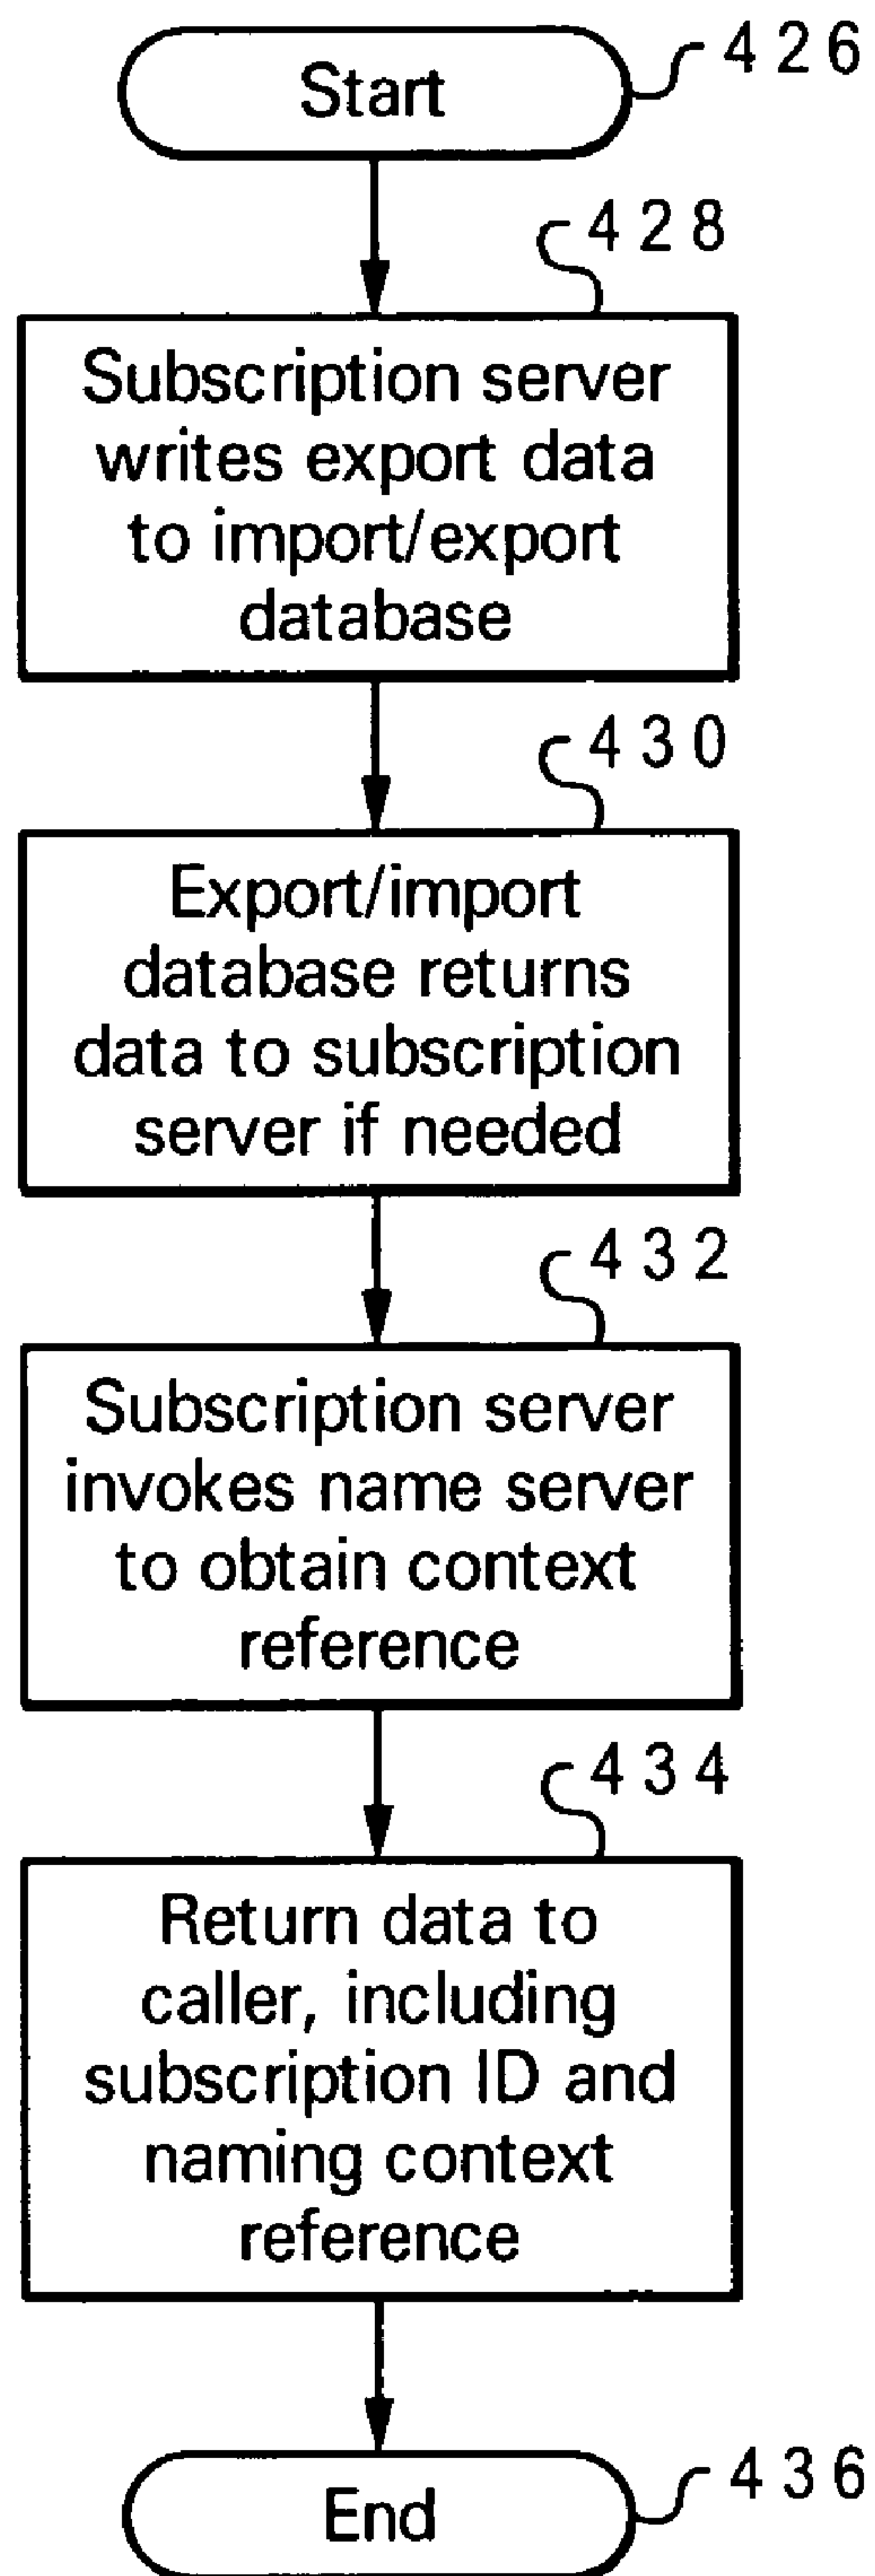 Start
426
428
Subscription server
writes export data
to import/export
database
430
Export/import
database returns
data to subscription
server if needed
432
Subscription server
invokes name server
to obtain context
reference
434
Return data to
caller, including
subscription ID and
naming context
reference
End
436